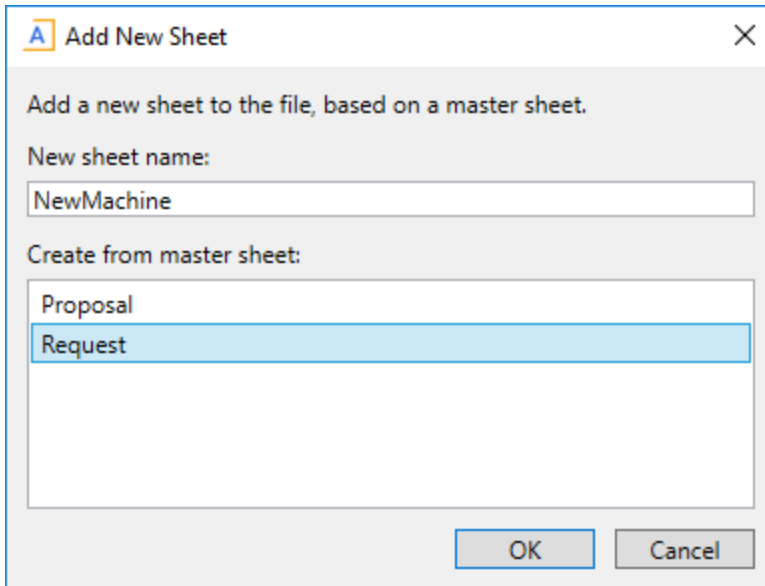 A Add New Sheet
Add a new sheet to the file, based on a master sheet.
New sheet name:
NewMachine
Create from master sheet:
Proposal
Request
OK Cancel